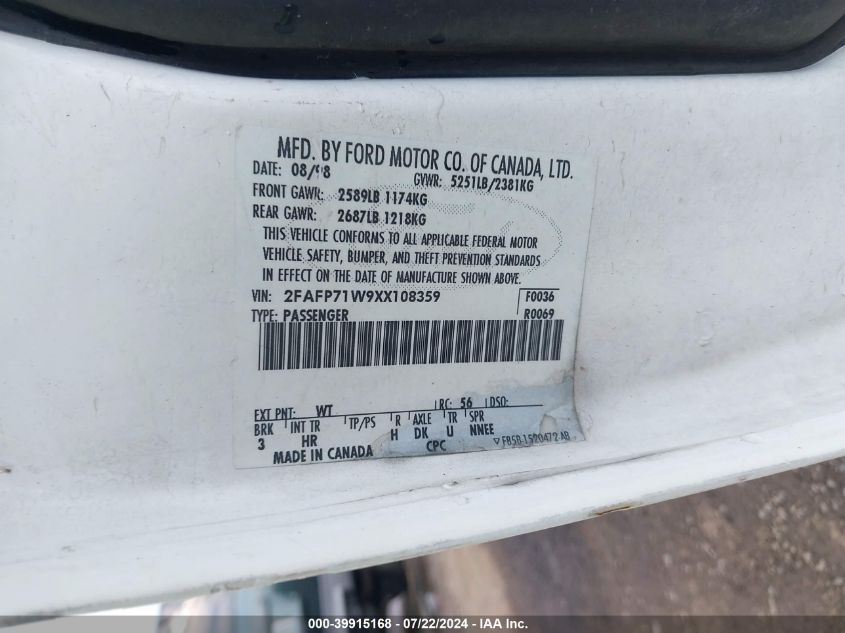 MFD. BY FORD MOTOR CO. OF CANADA, LTD.
DATE: GVWR: 5251LB/2381KG
FRONT GAWR: 2589LB 1174KG
REAR GAWR: 2687LB 1218KG
THIS VEHICLE CONFORMS TO ALL APPLICABLE FEDERAL MOTOR
VEHICLE SAFETY, BUMPER, AND THEFT PREVENTION STANDARDS
IN EFFECT ON THE DATE OF MANUFACTURE SHOWN ABOVE.
VIN: 2FAFP71W9XX108359 F0036
TYPE: PASSENGER R0069
EXT PNT: WT RC: 56 DSO:
BRK INT TR TP/PS R AXLE TR SPR
3 HR H DK U NNEE
MADE IN CANADA CPC
000-39915168 - 07/22/2024 - IAA Inc.